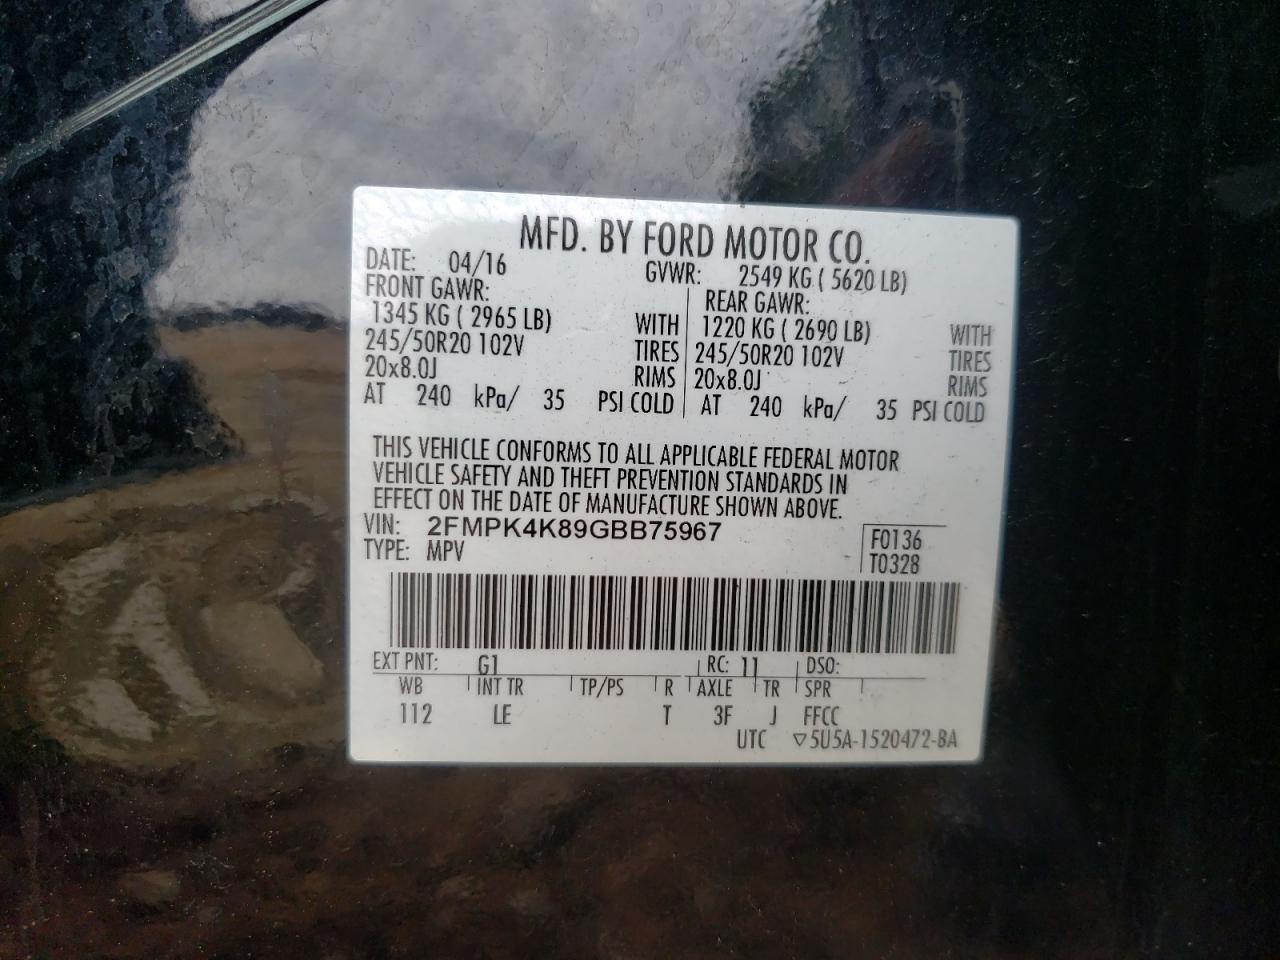 MFD. BY FORD MOTOR CO.
DATE: 04/16 GVWR: 2549 KG ( 5620 LB)
FRONT GAWR: REAR GAWR:
1345 KG ( 2965 LB) WITH 1220 KG ( 2690 LB) WITH
245/50R20 102V TIRES 245/50R20 102V TIRES
20x8.0J RIMS 20x8.0J RIMS
AT 240 kPa/ 35 PSI COLD AT 240 kPa/ 35 PSI COLD
THIS VEHICLE CONFORMS TO ALL APPLICABLE FEDERAL MOTOR
VEHICLE SAFETY AND THEFT PREVENTION STANDARDS IN
EFFECT ON THE DATE OF MANUFACTURE SHOWN ABOVE.
VIN: 2FMPK4K89GBB75967 F0136
TYPE: MPV T0328
EXT PNT: G1 RC: 11 DSO:
WB INT TR TP/PS R AXLE TR SPR
112 LE T 3F J FFCC
UTC ▽5U5A-1520472-BA